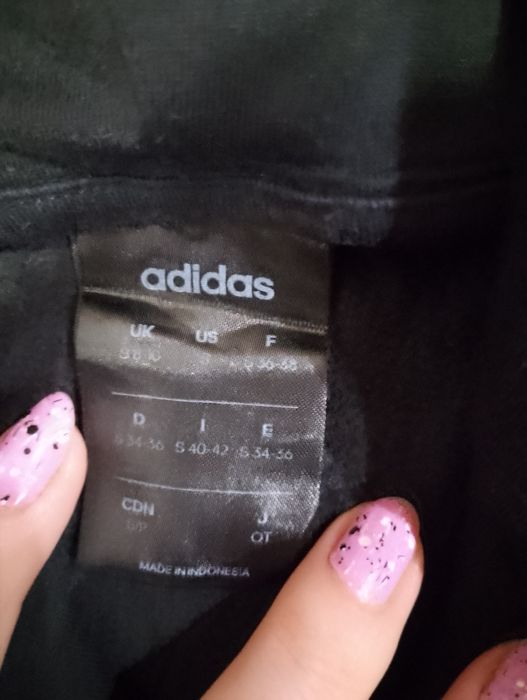 adidas
UK US F
S 8-10 S S 36-38
D I E
S 34-36 S 40-42 S 34-36
CDN J
S/P OT
MADE IN INDONESIA